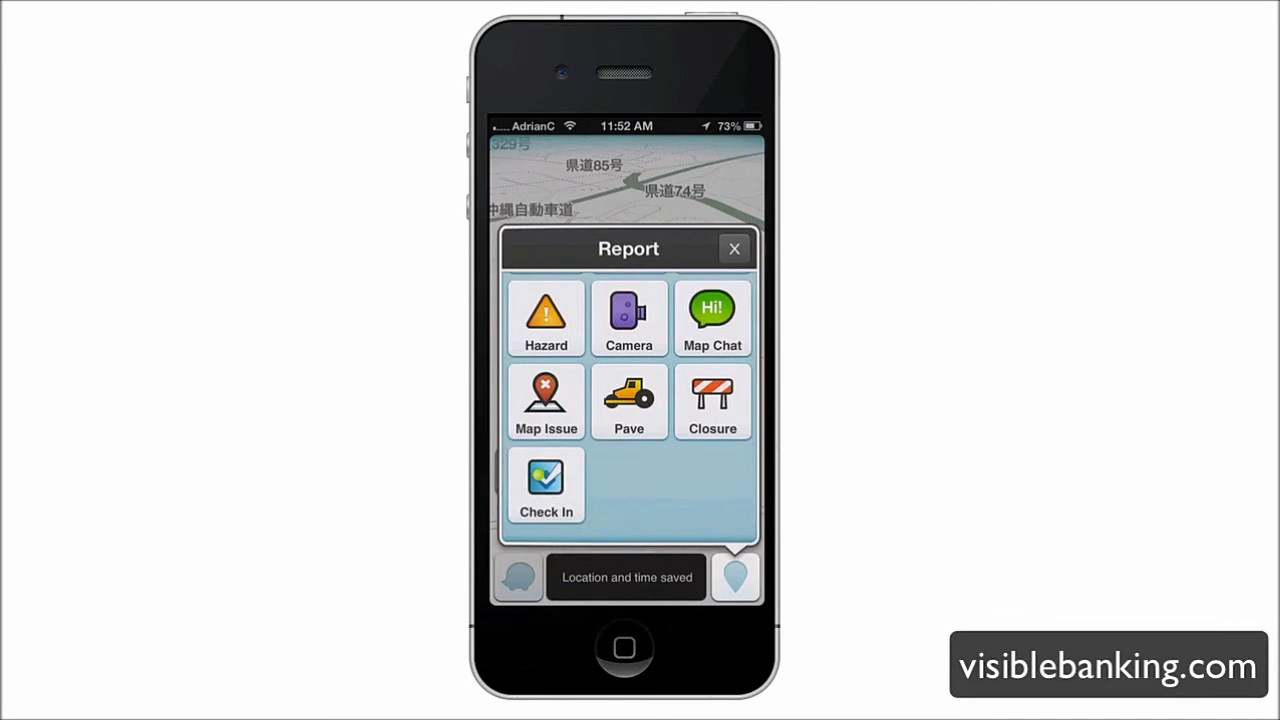 ..... AdrianC 11:52 AM 73%
329号
県道85号
県道74号
沖縄自動車道
Report X
Hi!
Hazard Camera Map Chat
Map Issue Pave Closure
Check In
Location and time saved
visiblebanking.com